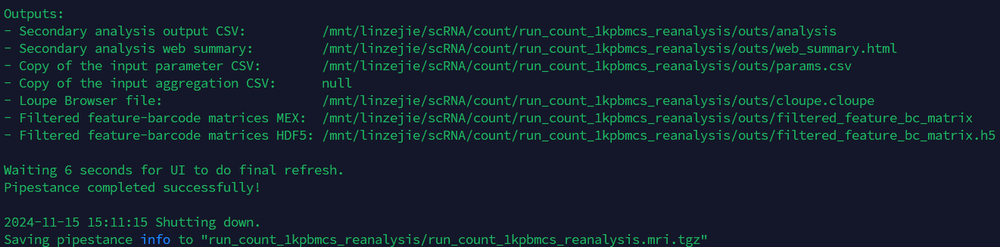 Outputs:
- Secondary analysis output CSV: /mnt/linzejie/scRNA/count/run_count_1kpbmcs_reanalysis/outs/analysis
- Secondary analysis web summary: /mnt/linzejie/scRNA/count/run_count_1kpbmcs_reanalysis/outs/web_summary.html
- Copy of the input parameter CSV: /mnt/linzejie/scRNA/count/run_count_1kpbmcs_reanalysis/outs/params.csv
- Copy of the input aggregation CSV: null
- Loupe Browser file: /mnt/linzejie/scRNA/count/run_count_1kpbmcs_reanalysis/outs/cloupe.cloupe
- Filtered feature-barcode matrices MEX: /mnt/linzejie/scRNA/count/run_count_1kpbmcs_reanalysis/outs/filtered_feature_bc_matrix
- Filtered feature-barcode matrices HDF5: /mnt/linzejie/scRNA/count/run_count_1kpbmcs_reanalysis/outs/filtered_feature_bc_matrix.h5
Waiting 6 seconds for UI to do final refresh.
Pipestance completed successfully!
2024-11-15 15:11:15 Shutting down.
Saving pipestance info to "run_count_1kpbmcs_reanalysis/run_count_1kpbmcs_reanalysis.mri.tgz"